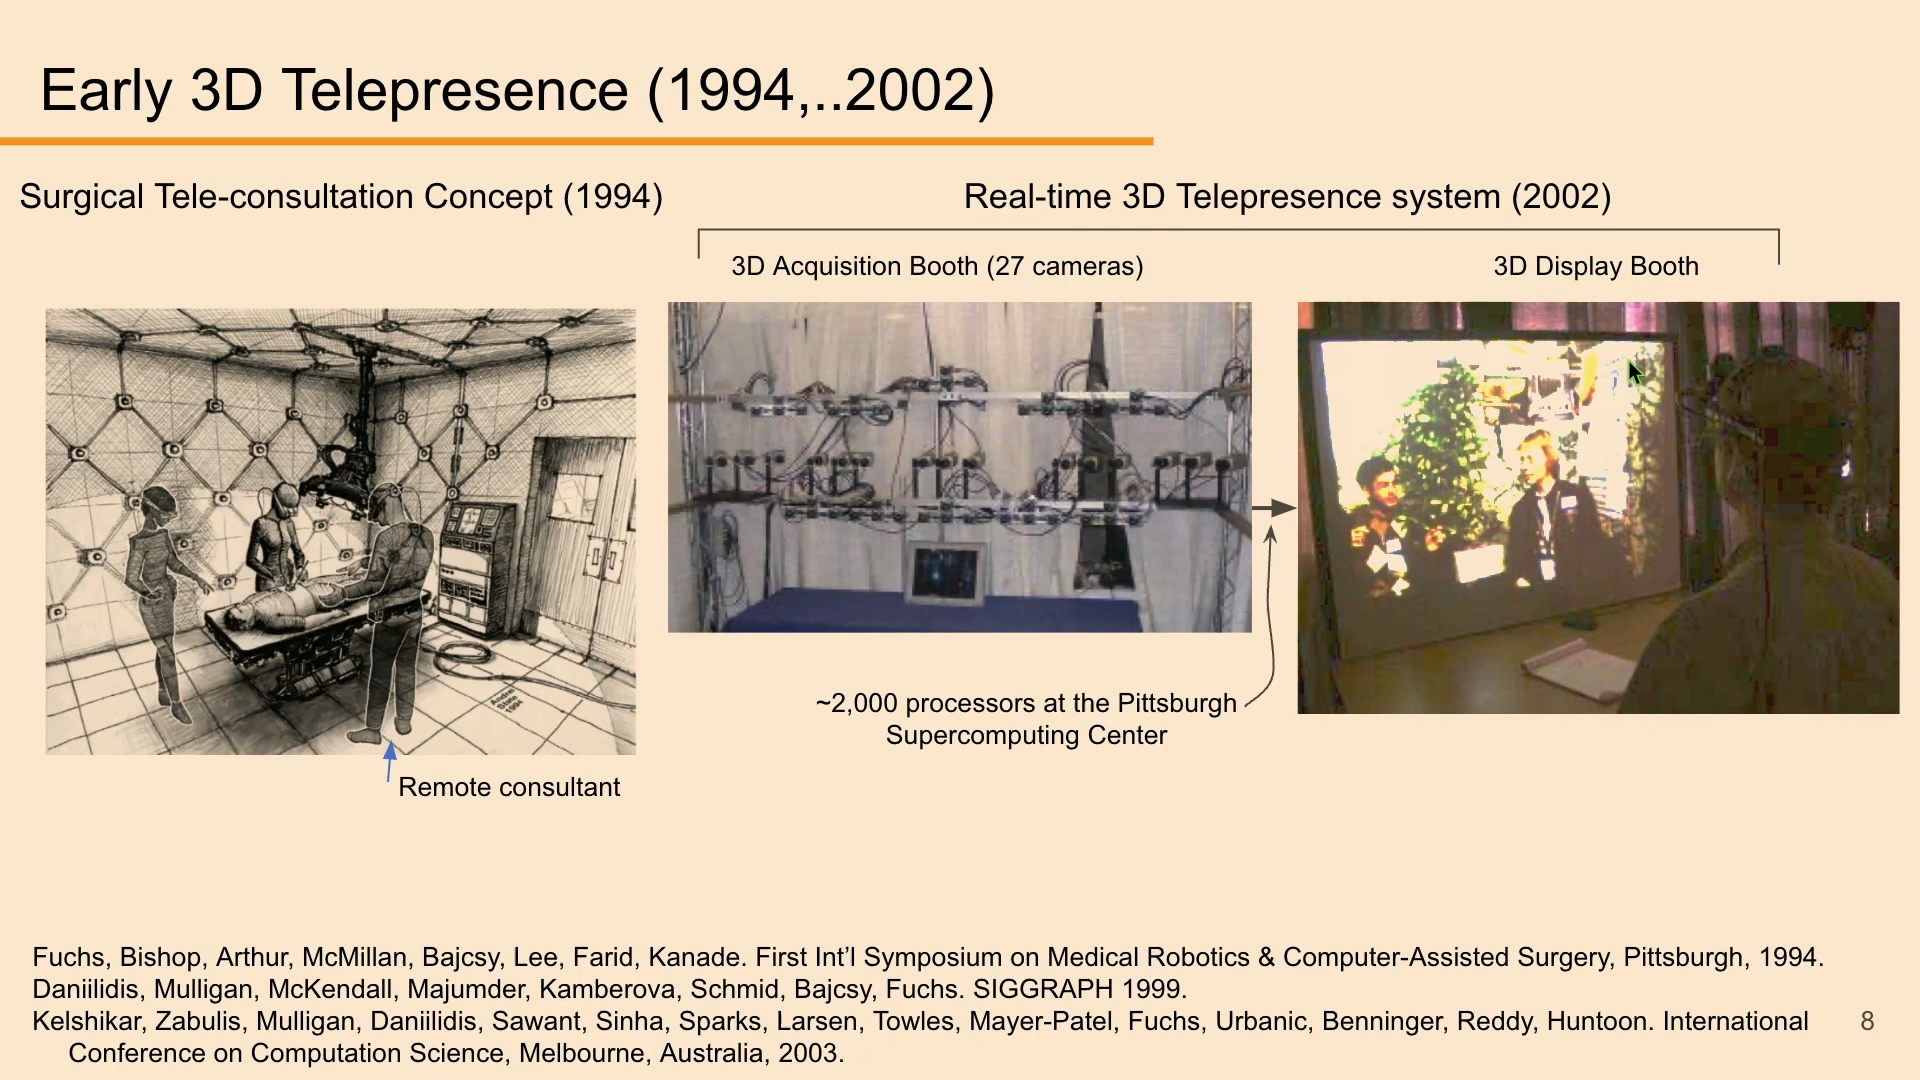 Early 3D Telepresence (1994,..2002)
Surgical Tele-consultation Concept (1994)
Real-time 3D Telepresence system (2002)
3D Acquisition Booth (27 cameras)
3D Display Booth
Andrei
State
1994
~2,000 processors at the Pittsburgh
Supercomputing Center
Remote consultant
Fuchs, Bishop, Arthur, McMillan, Bajcsy, Lee, Farid, Kanade. First Int’l Symposium on Medical Robotics & Computer-Assisted Surgery, Pittsburgh, 1994.
Daniilidis, Mulligan, McKendall, Majumder, Kamberova, Schmid, Bajcsy, Fuchs. SIGGRAPH 1999.
Kelshikar, Zabulis, Mulligan, Daniilidis, Sawant, Sinha, Sparks, Larsen, Towles, Mayer-Patel, Fuchs, Urbanic, Benninger, Reddy, Huntoon. International
Conference on Computation Science, Melbourne, Australia, 2003.
8